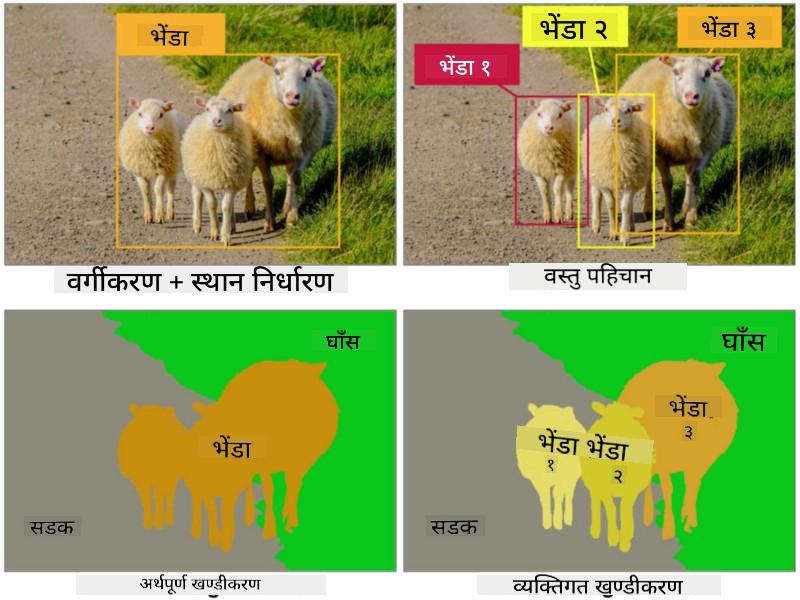 भेंडा
भेंडा १
भेंडा २
भेंडा ३
वर्गीकरण + स्थान निर्धारण
वस्तु पहिचान
घाँस
भेंडा
सडक
अर्थपूर्ण खण्डीकरण
घाँस
भेंडा
३
भेंडा
१
भेंडा
२
सडक
व्यक्तिगत खुण्डीकरण